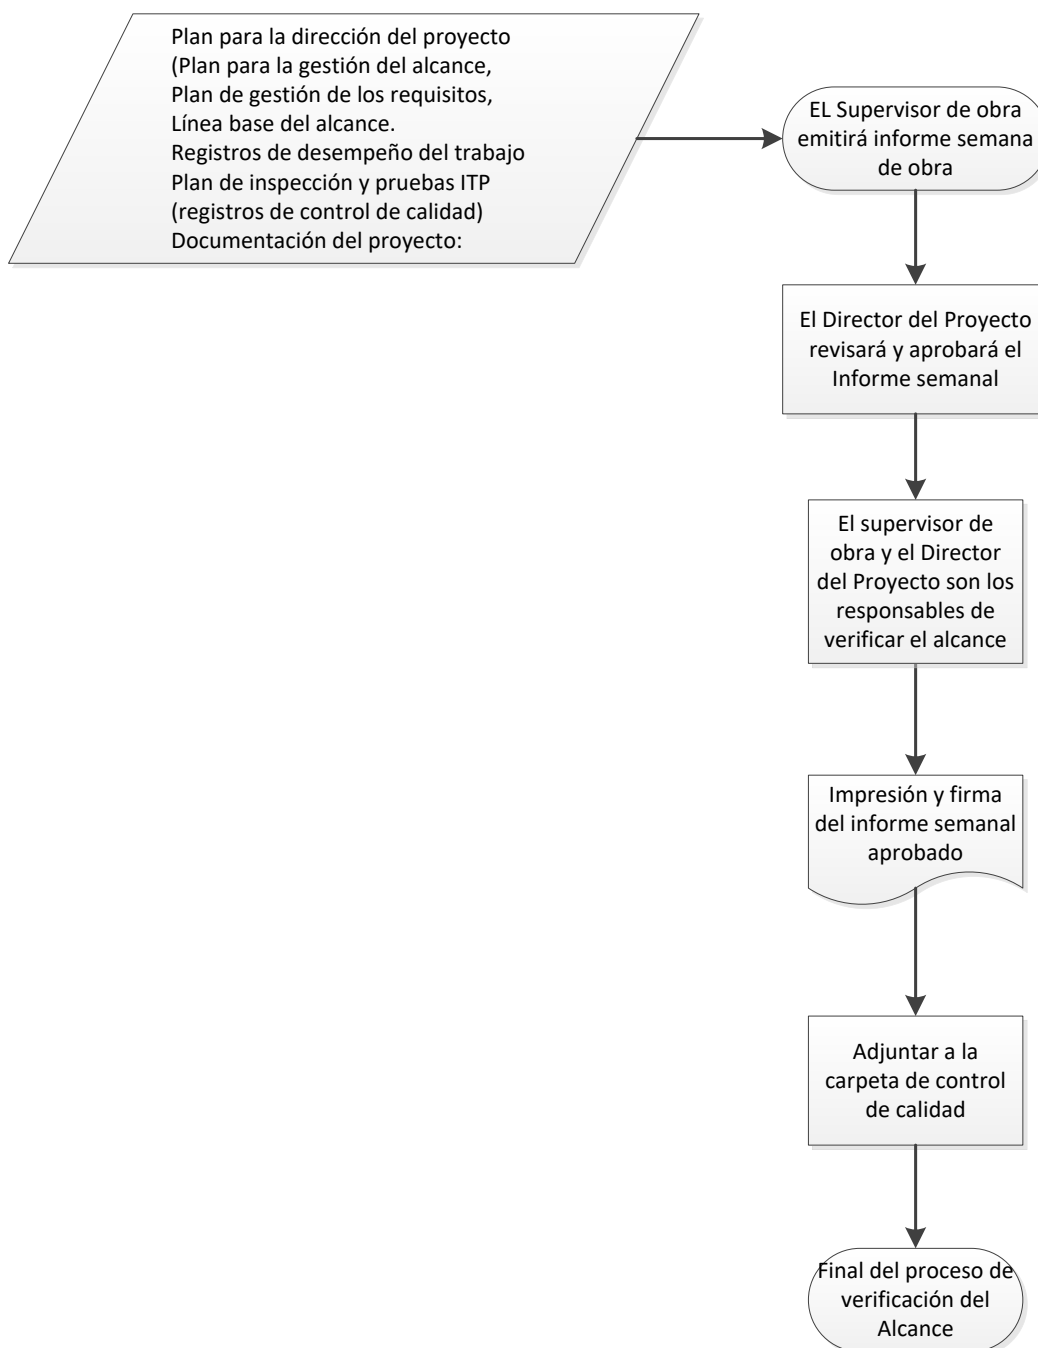 Plan para la dirección del proyecto
(Plan para la gestión del alcance,
Plan de gestión de los requisitos,
Línea base del alcance.
Registros de desempeño del trabajo
Plan de inspección y pruebas ITP
(registros de control de calidad)
Documentación del proyecto:
EL Supervisor de obra
emitirá informe semana
de obra
El Director del Proyecto
revisará y aprobará el
Informe semanal
El supervisor de
obra y el Director
del Proyecto son los
responsables de
verificar el alcance
Impresión y firma
del informe semanal
aprobado
Adjuntar a la
carpeta de control
de calidad
Final del proceso de
verificación del
Alcance